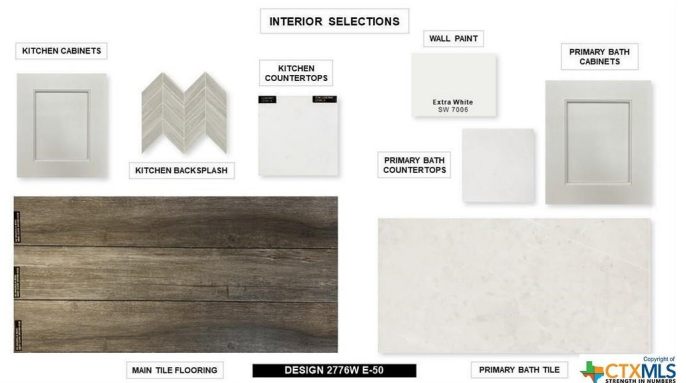 INTERIOR SELECTIONS
KITCHEN CABINETS
KITCHEN
COUNTERTOPS
WALL PAINT
PRIMARY BATH
CABINETS
Extra White
SW 7006
KITCHEN BACKSPLASH
PRIMARY BATH
COUNTERTOPS
MAIN TILE FLOORING
DESIGN 2776W E-50
PRIMARY BATH TILE
Copyright of
CTXMLS
STRENGTH IN NUMBERS